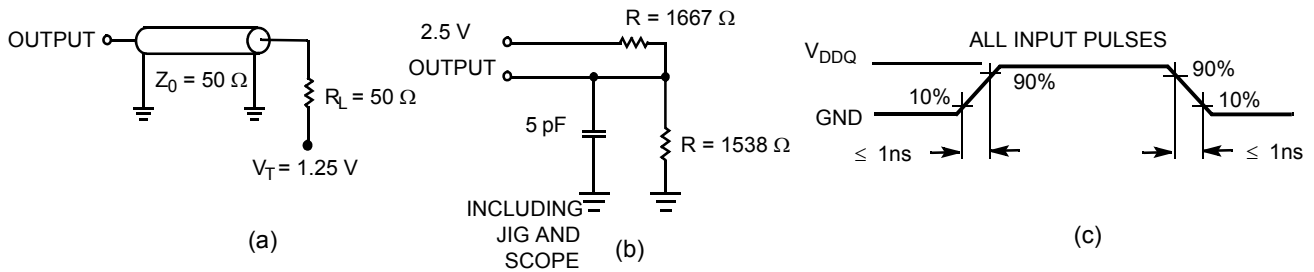 OUTPUT
Z0 = 50 Ω
RL = 50 Ω
VT = 1.25 V
(a)
R = 1667 Ω
2.5 V
OUTPUT
5 pF
R = 1538 Ω
INCLUDING
JIG AND
SCOPE
(b)
ALL INPUT PULSES
VDDQ
GND
10%
90%
90%
10%
≤ 1ns
≤ 1ns
(c)